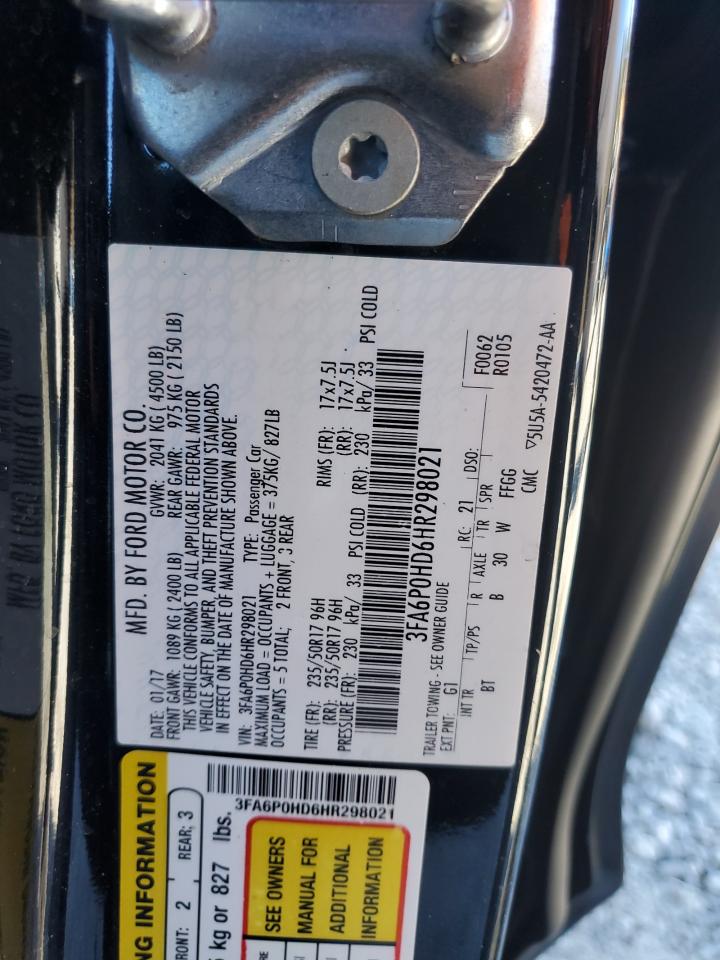 MFD. BY FORD MOTOR CO.
DATE: 01/17 GVWR: 2041 KG ( 4500 LB)
FRONT GAWR: 1089 KG ( 2400 LB) REAR GAWR: 975 KG ( 2150 LB)
THIS VEHICLE CONFORMS TO ALL APPLICABLE FEDERAL MOTOR
VEHICLE SAFETY, BUMPER, AND THEFT PREVENTION STANDARDS
IN EFFECT ON THE DATE OF MANUFACTURE SHOWN ABOVE.
VIN: 3FA6P0HD6HR298021 TYPE: Passenger Car
MAXIMUM LOAD = OCCUPANTS + LUGGAGE = 375KG/ 827LB
OCCUPANTS = 5 TOTAL; 2 FRONT, 3 REAR
TIRE (FR): 235/50R17 96H RIMS (FR): 17x7.5J
(RR): 235/50R17 96H (RR): 17x7.5J
PRESSURE (FR): 230 kPa/ 33 PSI COLD (RR): 230 kPa/ 33 PSI COLD
3FA6P0HD6HR298021
TRAILER TOWING - SEE OWNER GUIDE
EXT PNT: G1 RC: 21 DSO: F0062
R0105
INT TR TP/PS R AXLE TR SPR
BT B 30 W FFGG
CMC ▽5U5A-5420472-AA
NG INFORMATION
FRONT: 2 REAR: 3
kg or 827 lbs.
3FA6P0HD6HR298021
SEE OWNERS
MANUAL FOR
ADDITIONAL
INFORMATION